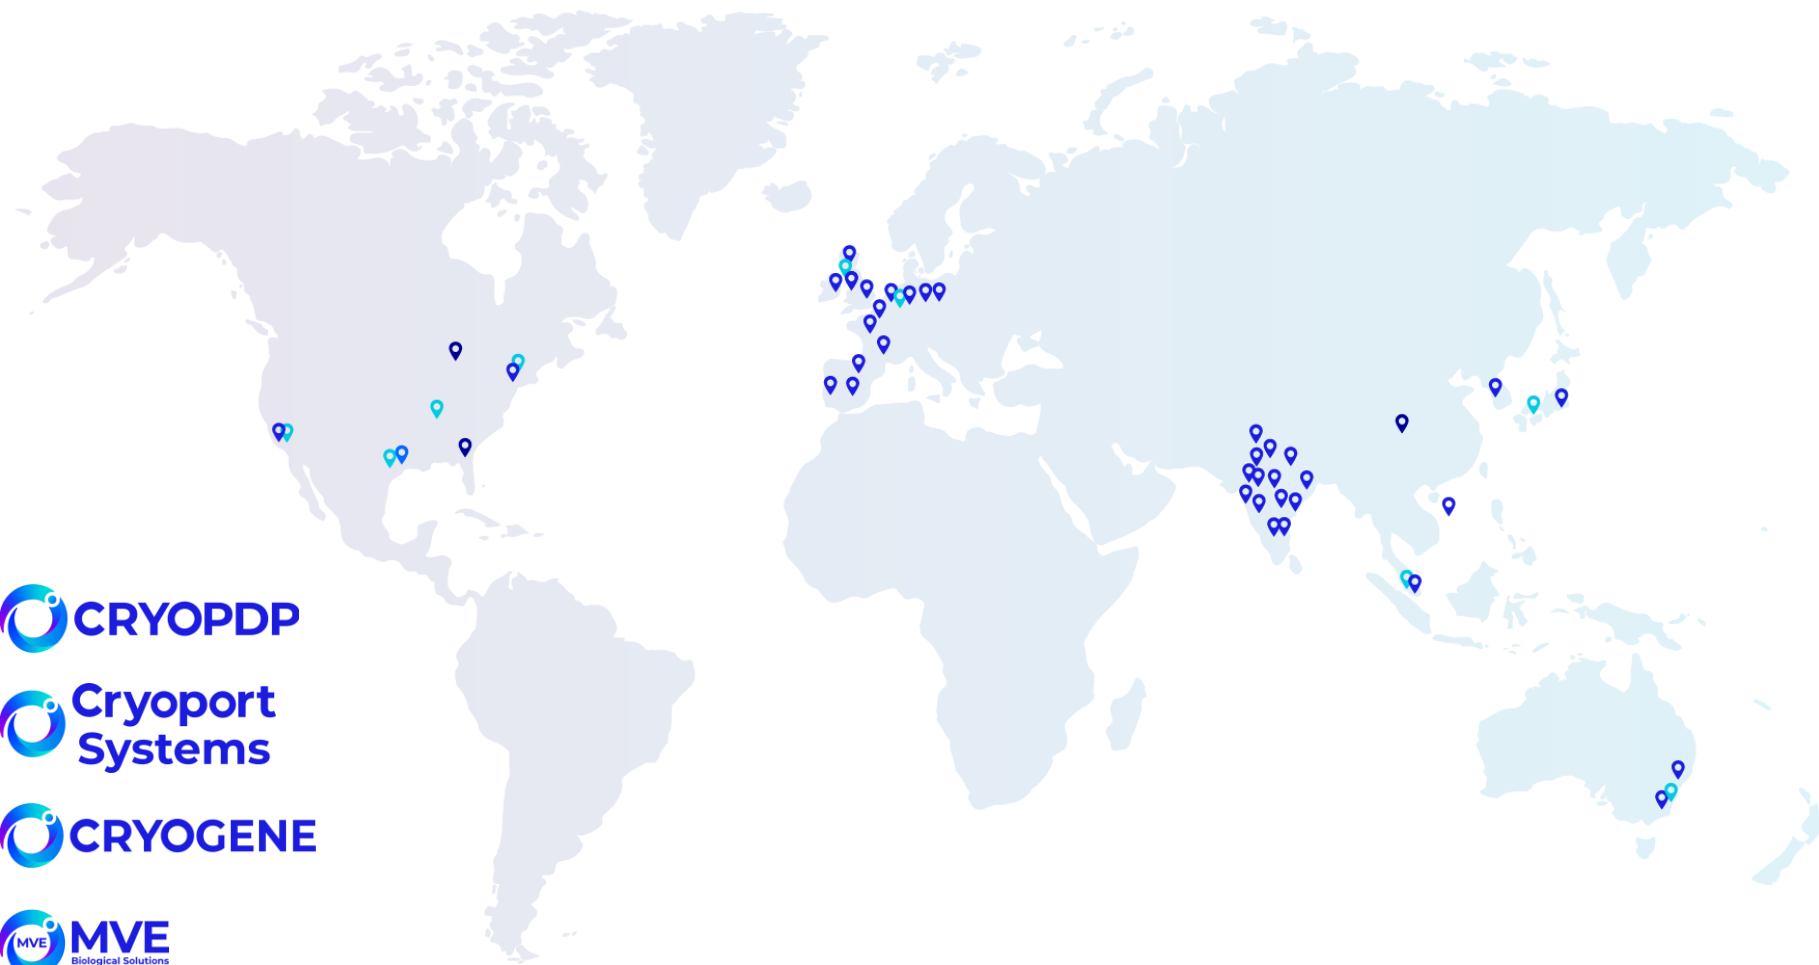 CRYOPDP
Cryoport
Systems
CRYOGENE
MVE
MVE
Biological Solutions